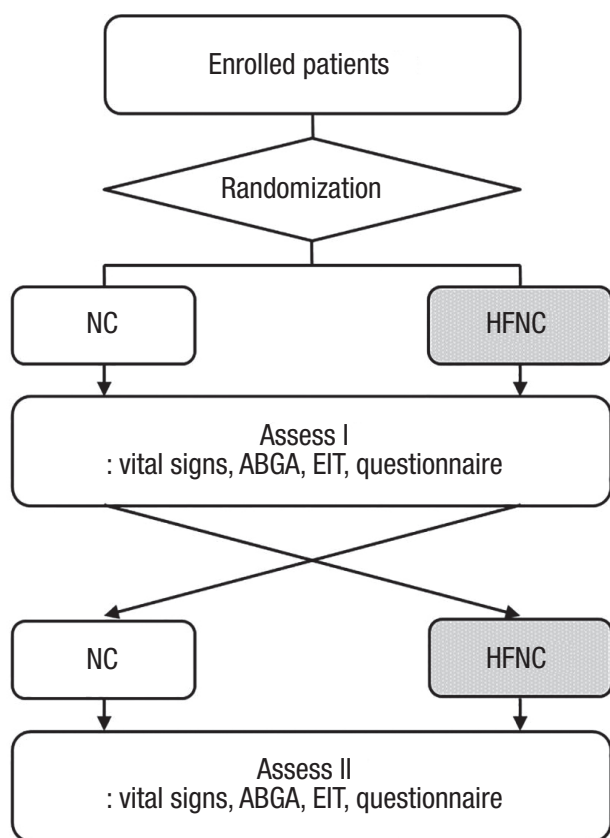 Enrolled patients
Randomization
NC
HFNC
Assess I
: vital signs, ABGA, EIT, questionnaire
NC
HFNC
Assess II
: vital signs, ABGA, EIT, questionnaire